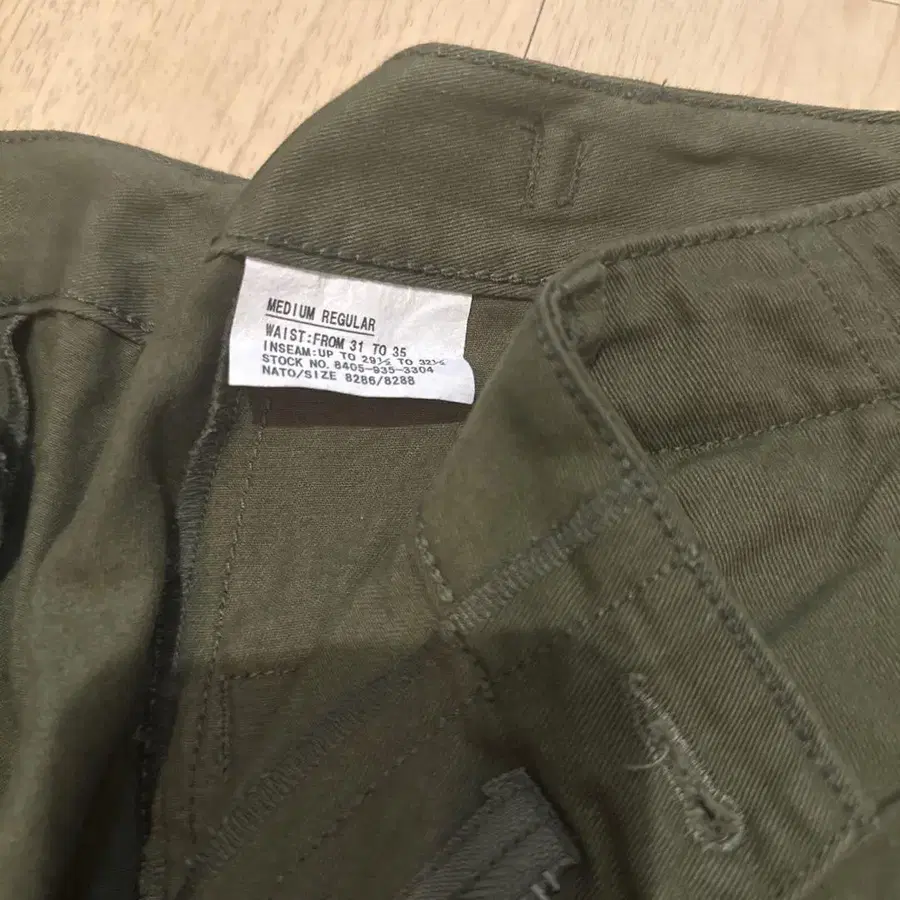 MEDIUM REGULAR
WAIST:FROM 31 TO 35
INSEAM:UP TO 29½ TO 32½
STOCK NO. 8405-935-3304
NATO/SIZE 8286/8288